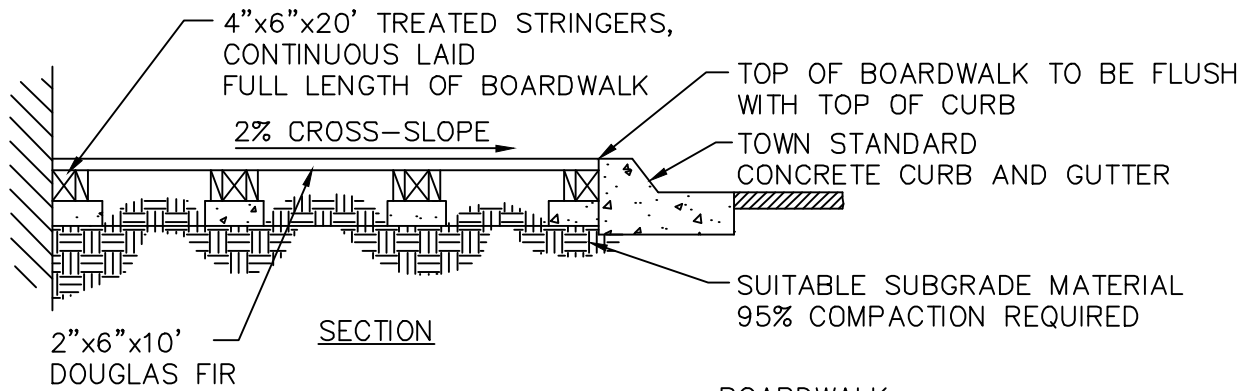 4"x6"x20' TREATED STRINGERS,
CONTINUOUS LAID
FULL LENGTH OF BOARDWALK
2% CROSS-SLOPE
TOP OF BOARDWALK TO BE FLUSH
WITH TOP OF CURB
TOWN STANDARD
CONCRETE CURB AND GUTTER
SUITABLE SUBGRADE MATERIAL
95% COMPACTION REQUIRED
SECTION
2"x6"x10'
DOUGLAS FIR
BOARDWALK